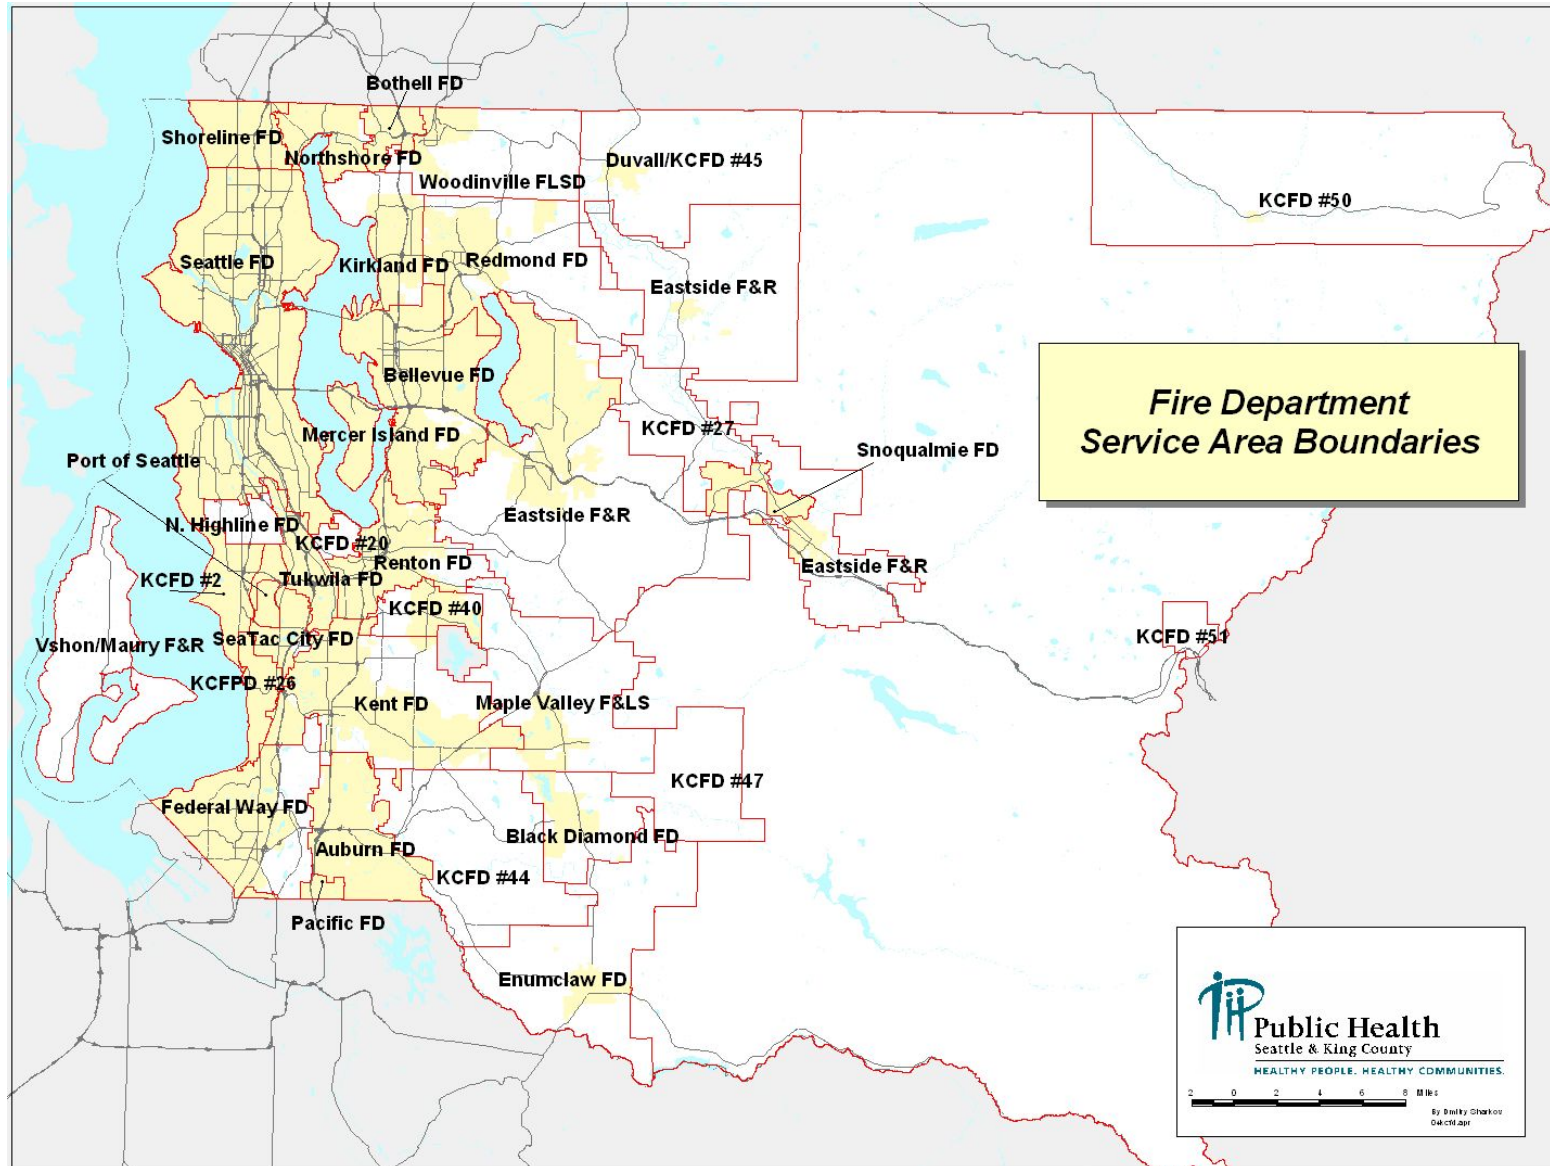 Bothell FD
Shoreline FD
Northshore FD
Duvall/KCFD #45
Woodinville FLSD
KCFD #50
Seattle FD
Kirkland FD
Redmond FD
Eastside F&R
Fire Department
Service Area Boundaries
Bellevue FD
KCFD #27
Mercer Island FD
Snoqualmie FD
Port of Seattle
Eastside F&R
N. Highline FD
KCFD #20
Renton FD
Eastside F&R
KCFD #2
Tukwila FD
KCFD #40
SeaTac City FD
KCFD #51
Vshon/Maury F&R
KCFPD #26
Kent FD
Maple Valley F&LS
KCFD #47
Federal Way FD
Black Diamond FD
Auburn FD
KCFD #44
Pacific FD
Enumclaw FD
Public Health
Seattle & King County
HEALTHY PEOPLE. HEALTHY COMMUNITIES.
2 0 2 4 6 8 Miles
By Dmitry Sharkov